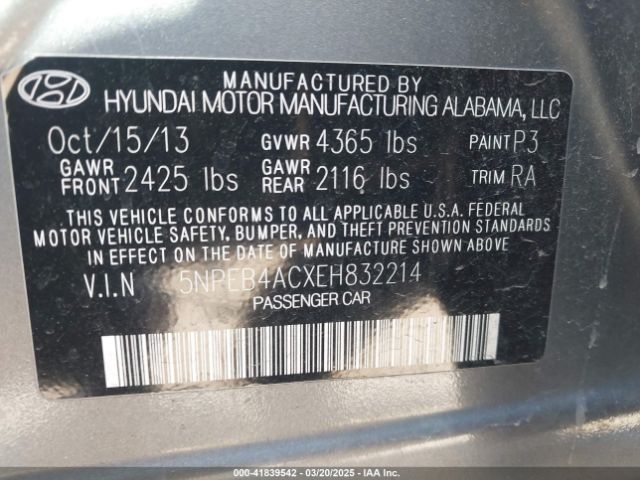 MANUFACTURED BY
HYUNDAI MOTOR MANUFACTURING ALABAMA, LLC
Oct/15/13 GVWR 4365 lbs PAINT P3
GAWR FRONT 2425 lbs GAWR REAR 2116 lbs TRIM RA
THIS VEHICLE CONFORMS TO ALL APPLICABLE U.S.A. FEDERAL
MOTOR VEHICLE SAFETY, BUMPER, AND THEFT PREVENTION STANDARDS
IN EFFECT ON THE DATE OF MANUFACTURE SHOWN ABOVE
V.I.N 5NPEB4ACXEH832214
PASSENGER CAR
000-41839542 / 03/20/2025 / IAA Inc.